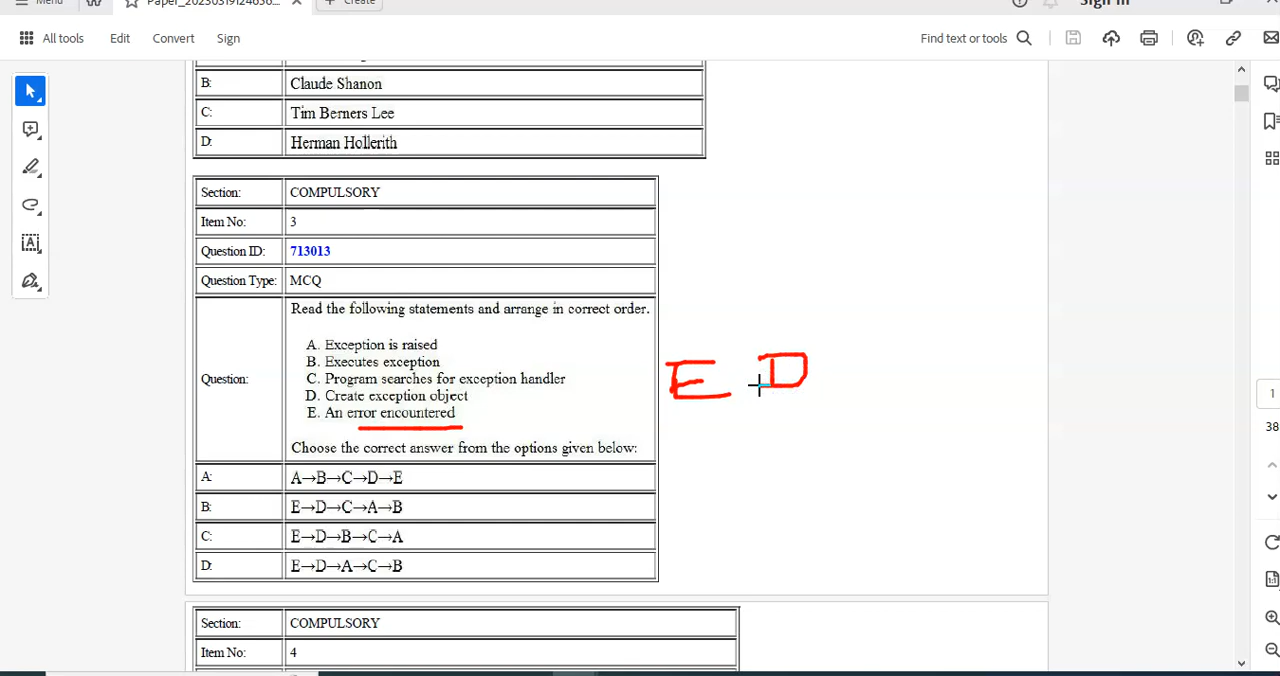 Menu
Paper_20230319124656...
Create
Sign in
All tools
Edit
Convert
Sign
Find text or tools
B: Claude Shanon
C: Tim Berners Lee
D: Herman Hollerith
Section: COMPULSORY
Item No: 3
Question ID: 713013
Question Type: MCQ
Question:
Read the following statements and arrange in correct order.
A. Exception is raised
B. Executes exception
C. Program searches for exception handler
D. Create exception object
E. An error encountered
Choose the correct answer from the options given below:
E D
A: A→B→C→D→E
B: E→D→C→A→B
C: E→D→B→C→A
D: E→D→A→C→B
Section: COMPULSORY
Item No: 4
1
38